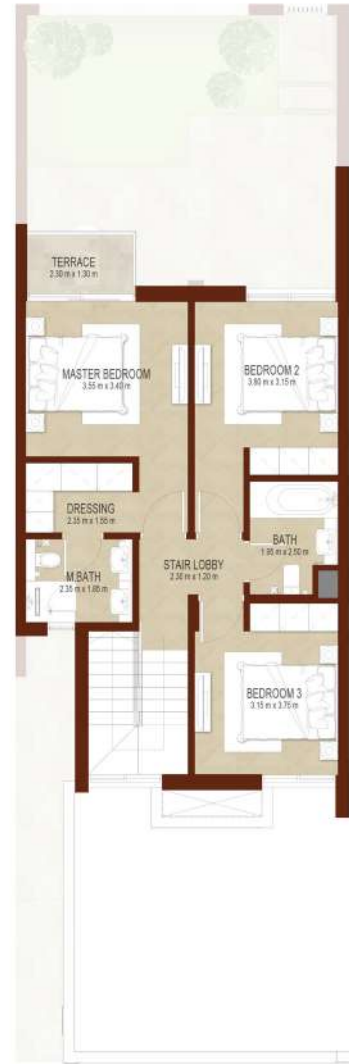 TERRACE
2.30 m x 1.30 m
MASTER BEDROOM
3.55 m x 3.40 m
BEDROOM 2
3.80 m x 3.15 m
DRESSING
2.35 m x 1.55 m
BATH
1.95 m x 2.50 m
STAIR LOBBY
2.30 m x 1.20 m
M.BATH
2.35 m x 1.85 m
BEDROOM 3
3.15 m x 3.75 m